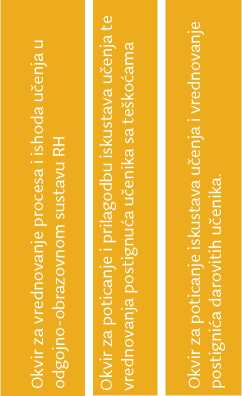 Okvir za vrednovanje procesa i ishoda učenja u
odgojno-obrazovnom sustavu RH
Okvir za poticanje i prilagodbu iskustava učenja te
vrednovanja postignuća učenika sa teškoćama
Okvir za poticanje iskustava učenja i vrednovanje
postignića darovitih učenika.